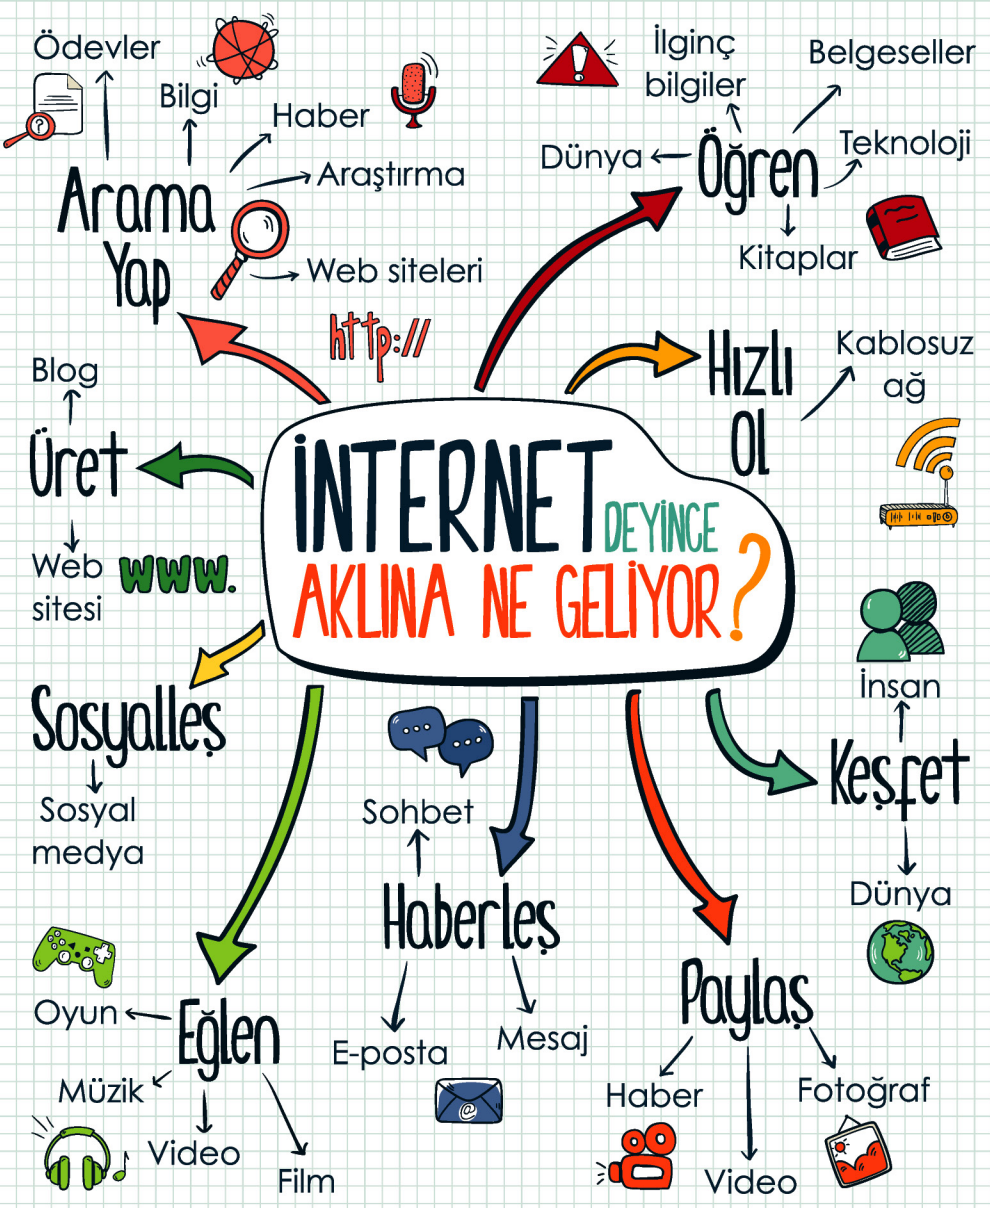 Ödevler
Bilgi
Haber
Araştırma
Web siteleri
Arama
Yap
http://
İlginç
bilgiler
Belgeseller
Teknoloji
Dünya
Öğren
Kitaplar
Hızlı
Ol
Kablosuz
ağ
Blog
Üret
Web
sitesi
www.
İNTERNET
DEYİNCE
AKLINA NE GELİYOR?
Sosyalleş
Sosyal
medya
İnsan
Keşfet
Dünya
Sohbet
Haberleş
E-posta
Mesaj
@
Oyun
Eğlen
Müzik
Video
Film
Paylaş
Haber
Video
Fotoğraf